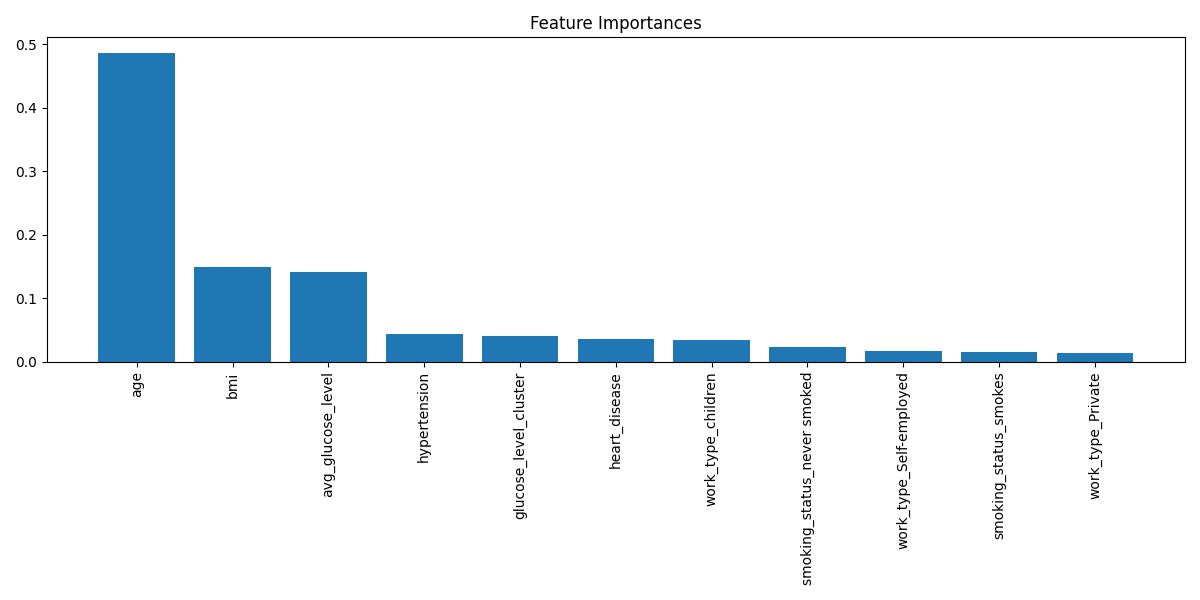 Feature Importances
0.5
0.4
0.3
0.2
0.1
0.0
age
bmi
avg_glucose_level
hypertension
glucose_level_cluster
heart_disease
work_type_children
smoking_status_never smoked
work_type_Self-employed
smoking_status_smokes
work_type_Private